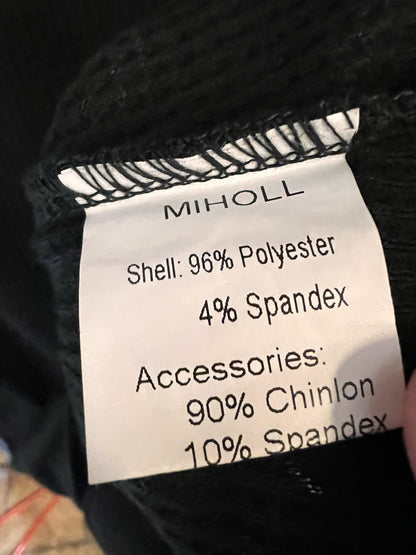 MIHOLL
Shell: 96% Polyester
4% Spandex
Accessories:
90% Chinlon
10% Spandex